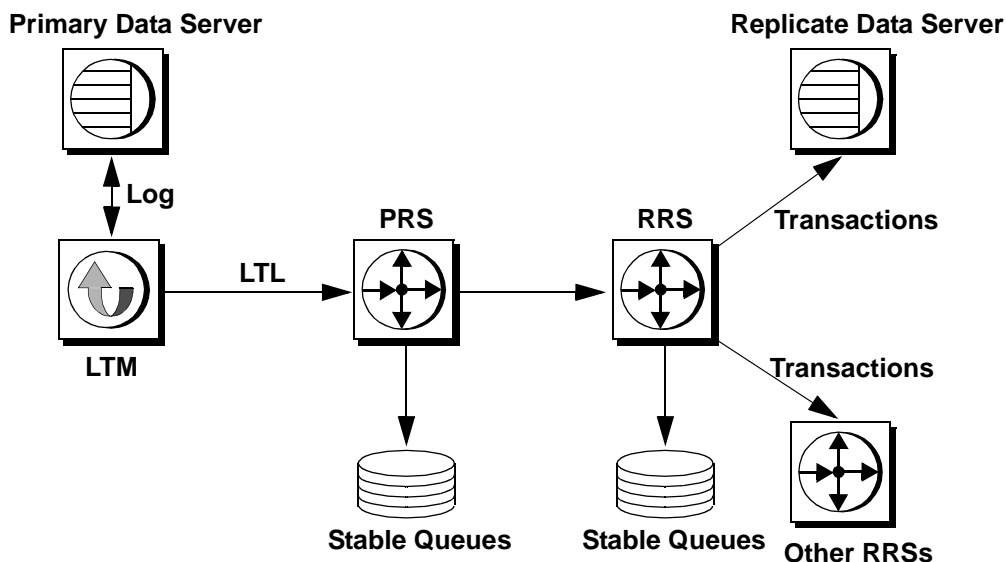 Primary Data Server
Replicate Data Server
Log
PRS
RRS
Transactions
LTL
LTM
Transactions
Stable Queues
Stable Queues
Other RRSs